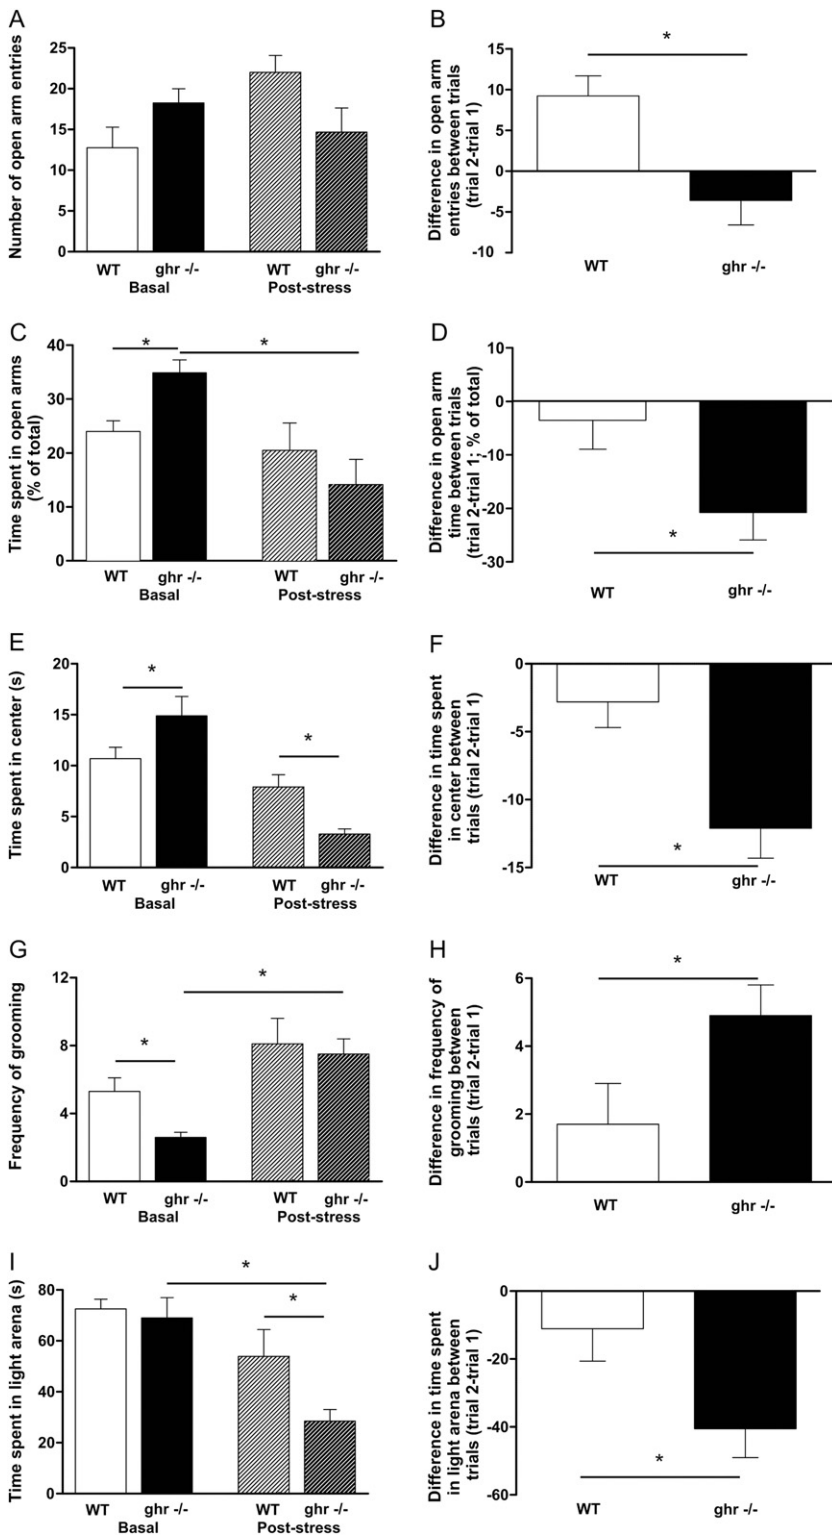 A
Number of open arm entries
25
20
15
10
5
0
WT
ghr -/-
WT
ghr -/-
Basal
Post-stress
B
Difference in open arm
entries between trials
(trial 2-trial 1)
15
10
5
0
-5
-10
*
WT
ghr -/-
C
Time spent in open arms
(% of total)
40
30
20
10
0
*
*
WT
ghr -/-
WT
ghr -/-
Basal
Post-stress
D
Difference in open arm
time between trials
(trial 2-trial 1; % of total)
10
0
-10
-20
-30
*
WT
ghr -/-
E
Time spent in center (s)
20
15
10
5
0
*
*
WT
ghr -/-
WT
ghr -/-
Basal
Post-stress
F
Difference in time spent
in center between
trials (trial 2-trial 1)
0
-5
-10
-15
*
WT
ghr -/-
G
Frequency of grooming
12
8
4
0
*
*
WT
ghr -/-
WT
ghr -/-
Basal
Post-stress
H
Difference in frequency of
grooming between
trials (trial 2-trial 1)
6
4
2
0
*
WT
ghr -/-
I
Time spent in light arena (s)
80
60
40
20
0
*
*
WT
ghr -/-
WT
ghr -/-
Basal
Post-stress
J
Difference in time spent
in light arena between
trials (trial 2-trial 1)
0
-20
-40
-60
*
WT
ghr -/-